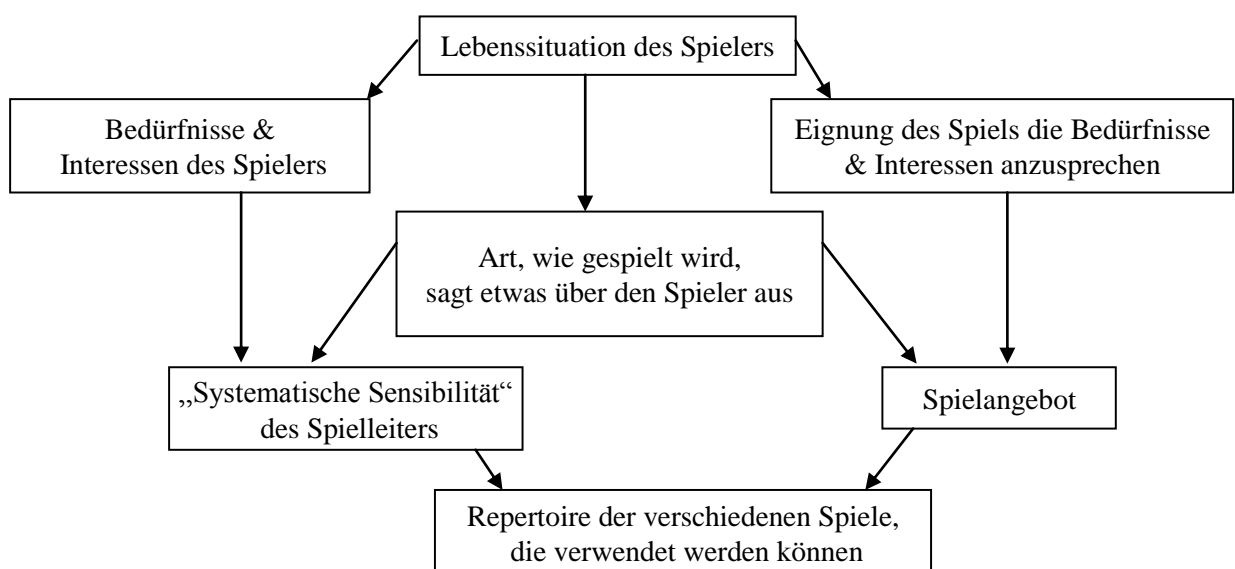 Lebenssituation des Spielers
Bedürfnisse &
Interessen des Spielers
Eignung des Spiels die Bedürfnisse
& Interessen anzusprechen
Art, wie gespielt wird,
sagt etwas über den Spieler aus
„Systematische Sensibilität“
des Spielleiters
Spielangebot
Repertoire der verschiedenen Spiele,
die verwendet werden können